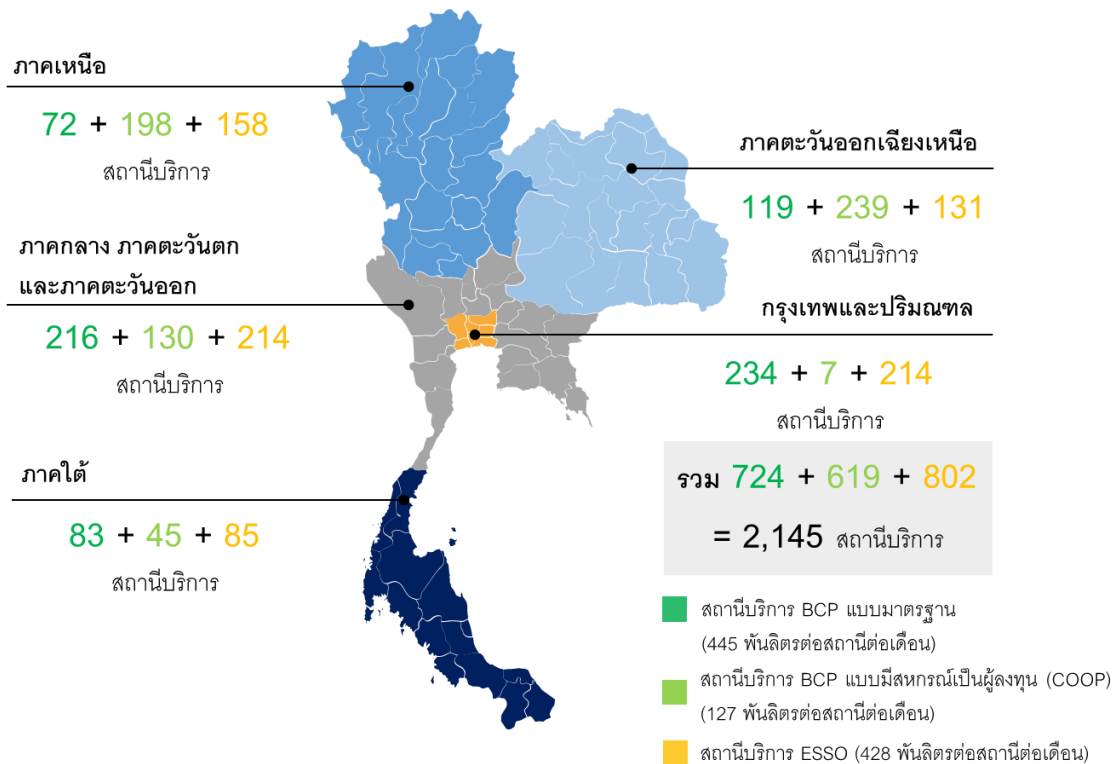 ภาคเหนือ
72 + 198 + 158
สถานีบริการ
ภาคตะวันออกเฉียงเหนือ
119 + 239 + 131
สถานีบริการ
ภาคกลาง ภาคตะวันตก
และภาคตะวันออก
216 + 130 + 214
สถานีบริการ
กรุงเทพและปริมณฑล
234 + 7 + 214
สถานีบริการ
ภาคใต้
83 + 45 + 85
สถานีบริการ
รวม 724 + 619 + 802
= 2,145 สถานีบริการ
สถานีบริการ BCP แบบมาตรฐาน
(445 พันลิตรต่อสถานีต่อเดือน)
สถานีบริการ BCP แบบมีสหกรณ์เป็นผู้ลงทุน (COOP)
(127 พันลิตรต่อสถานีต่อเดือน)
สถานีบริการ ESSO (428 พันลิตรต่อสถานีต่อเดือน)